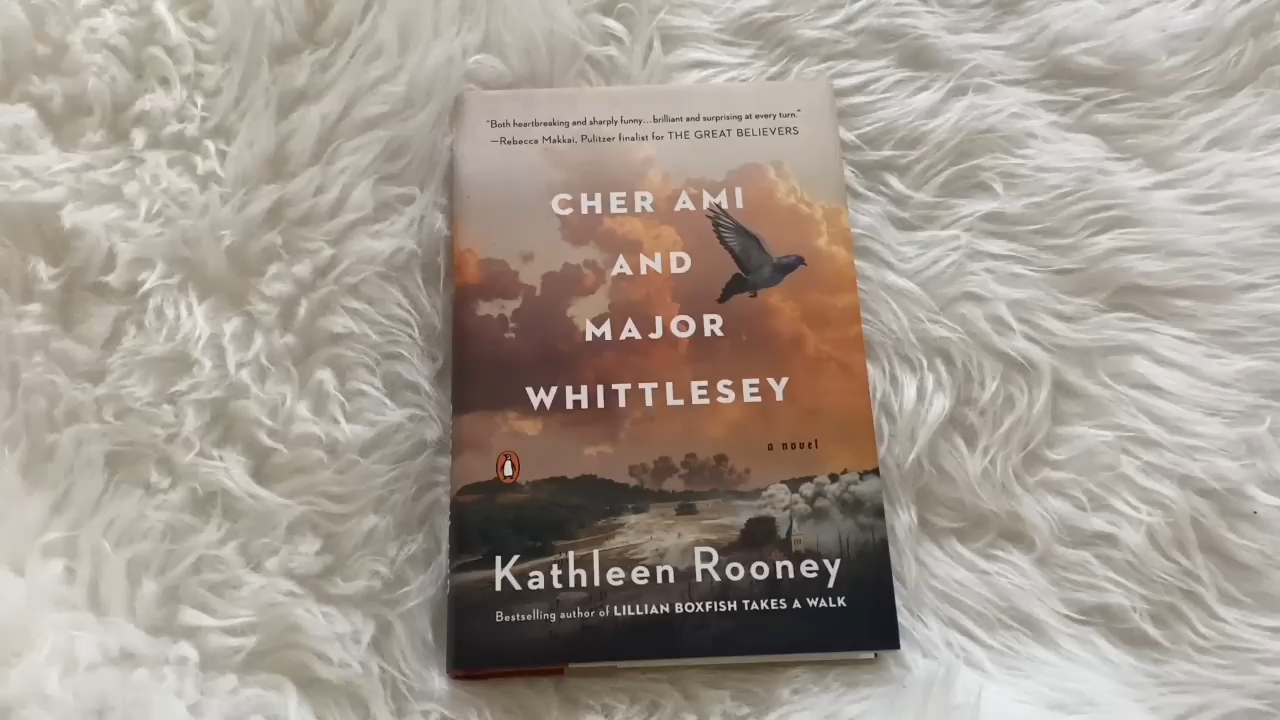 "Both heartbreaking and sharply funny...brilliant and surprising at every turn."
—Rebecca Makkai, Pulitzer finalist for THE GREAT BELIEVERS
CHER AMI
AND
MAJOR
WHITTLESEY
a novel
Kathleen Rooney
Bestselling author of LILLIAN BOXFISH TAKES A WALK